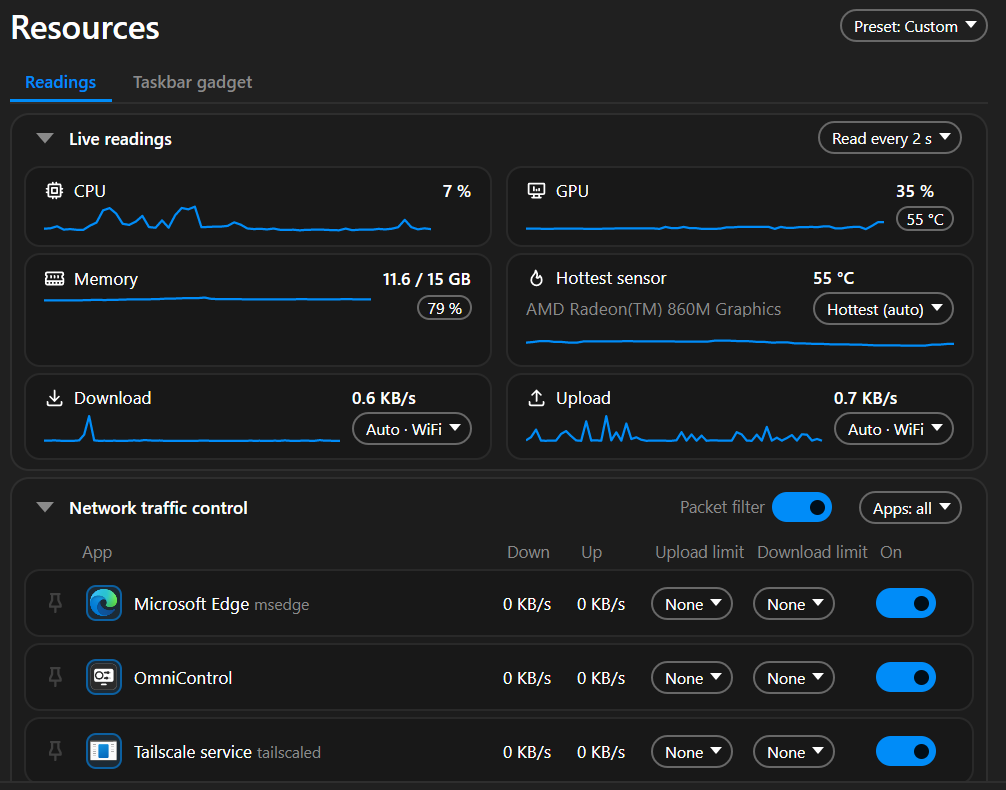 Resources
Preset: Custom
Readings
Taskbar gadget
Live readings
Read every 2 s
CPU
7 %
GPU
35 %
55 °C
Memory
11.6 / 15 GB
79 %
Hottest sensor
55 °C
AMD Radeon(TM) 860M Graphics
Hottest (auto)
Download
0.6 KB/s
Auto · WiFi
Upload
0.7 KB/s
Auto · WiFi
Network traffic control
Packet filter
Apps: all
App
Down
Up
Upload limit
Download limit
On
Microsoft Edge msedge
0 KB/s
0 KB/s
None
None
OmniControl
0 KB/s
0 KB/s
None
None
Tailscale service tailscaled
0 KB/s
0 KB/s
None
None